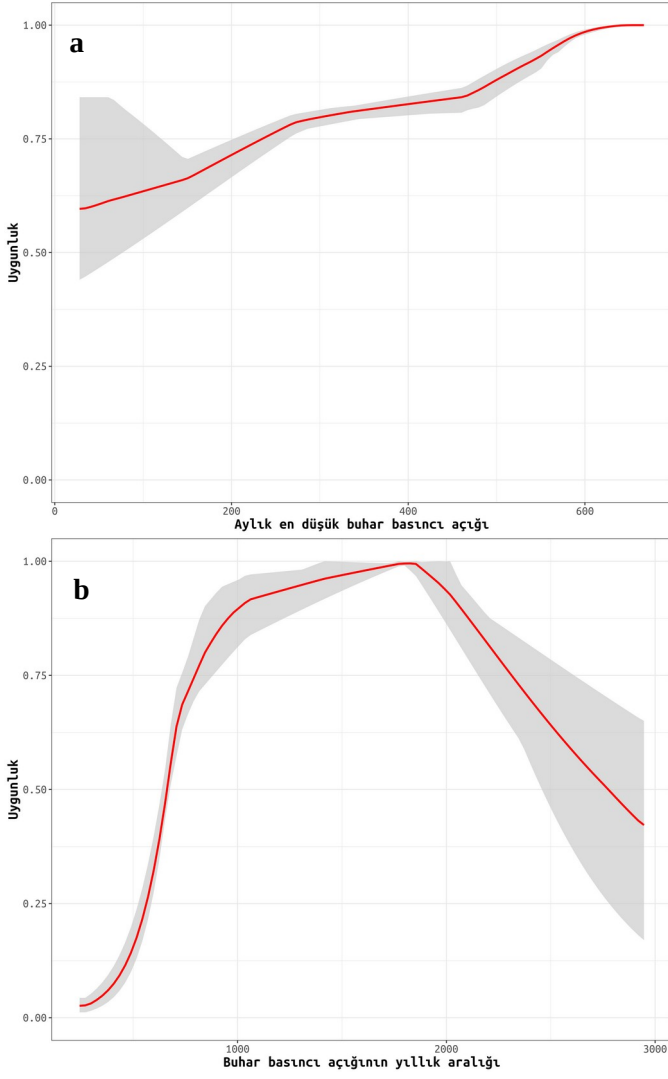 a
1.00
0.75
0.50
0.25
0.00
Uygunluk
0 200 400 600
Aylık en düşük buhar basıncı açığı
b
1.00
0.75
0.50
0.25
0.00
Uygunluk
1000 2000 3000
Buhar basıncı açığının yıllık aralığı